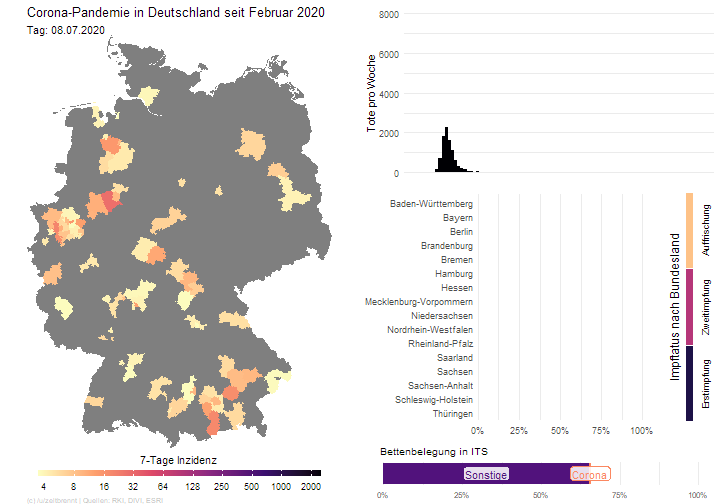 Corona-Pandemie in Deutschland seit Februar 2020
Tag: 08.07.2020
7-Tage Inzidenz
4 8 16 32 64 128 250 500 1000 2000
(c) /u/zeitbrennt | Quellen: RKI, DIVI, ESRI
Tote pro Woche
8000
6000
4000
2000
0
Impfstatus nach Bundesland
Baden-Württemberg
Bayern
Berlin
Brandenburg
Bremen
Hamburg
Hessen
Mecklenburg-Vorpommern
Niedersachsen
Nordrhein-Westfalen
Rheinland-Pfalz
Saarland
Sachsen
Sachsen-Anhalt
Schleswig-Holstein
Thüringen
0% 25% 50% 75% 100%
Auffrischung
Zweitimpfung
Erstimpfung
Bettenbelegung in ITS
Sonstige Corona
0% 25% 50% 75% 100%